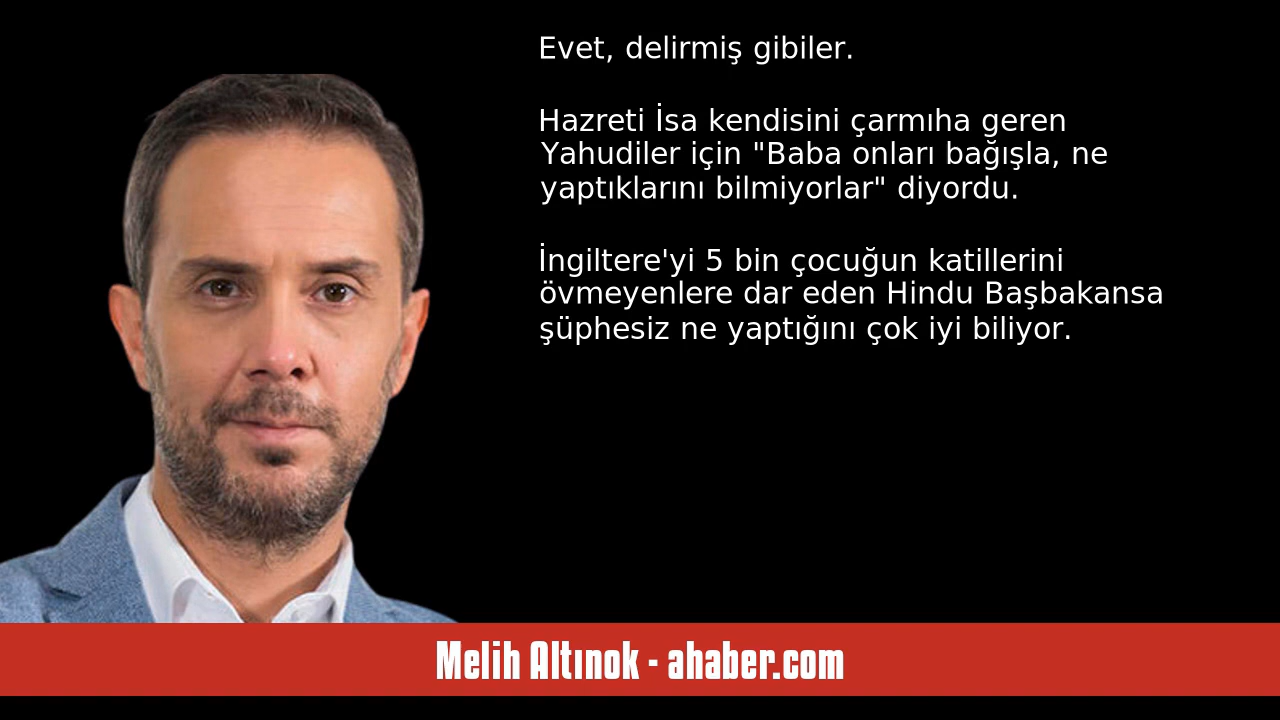 Evet, delirmiş gibiler.
Hazreti İsa kendisini çarmıha geren
Yahudiler için "Baba onları bağışla, ne
yaptıklarını bilmiyorlar" diyordu.
İngiltere'yi 5 bin çocuğun katillerini
övmeyenlere dar eden Hindu Başbakansa
şüphesiz ne yaptığını çok iyi biliyor.
Melih Altınok - ahaber.com